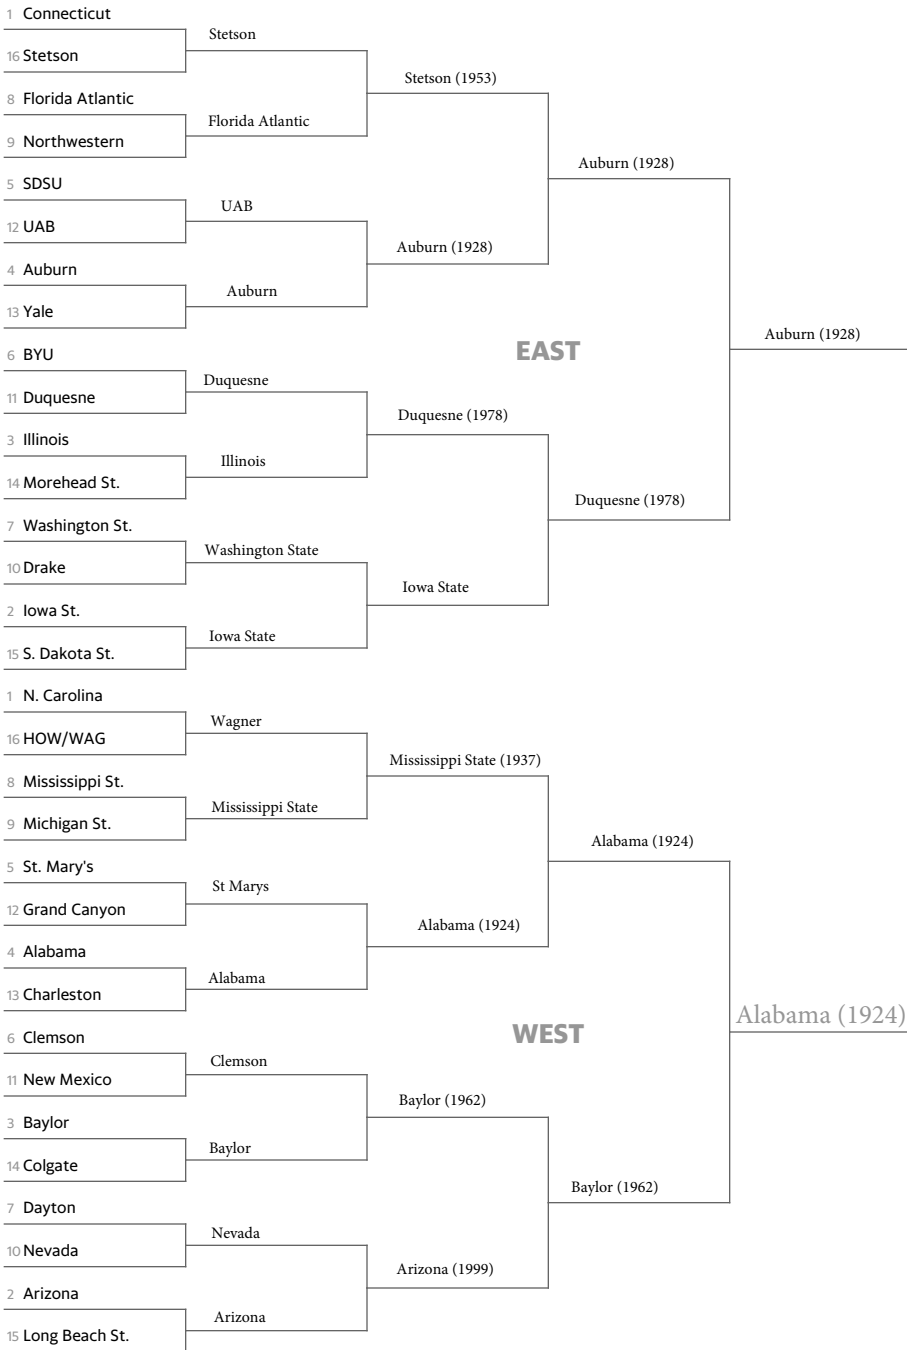 1 Connecticut
16 Stetson
8 Florida Atlantic
9 Northwestern
5 SDSU
12 UAB
4 Auburn
13 Yale
6 BYU
11 Duquesne
3 Illinois
14 Morehead St.
7 Washington St.
10 Drake
2 Iowa St.
15 S. Dakota St.
1 N. Carolina
16 HOW/WAG
8 Mississippi St.
9 Michigan St.
5 St. Mary's
12 Grand Canyon
4 Alabama
13 Charleston
6 Clemson
11 New Mexico
3 Baylor
14 Colgate
7 Dayton
10 Nevada
2 Arizona
15 Long Beach St.
Stetson
Florida Atlantic
UAB
Auburn
Duquesne
Illinois
Washington State
Iowa State
Wagner
Mississippi State
St Marys
Alabama
Clemson
Baylor
Nevada
Arizona
Stetson (1953)
Auburn (1928)
Duquesne (1978)
Iowa State
Mississippi State (1937)
Alabama (1924)
Baylor (1962)
Arizona (1999)
Auburn (1928)
EAST
Duquesne (1978)
Alabama (1924)
WEST
Baylor (1962)
Auburn (1928)
Alabama (1924)